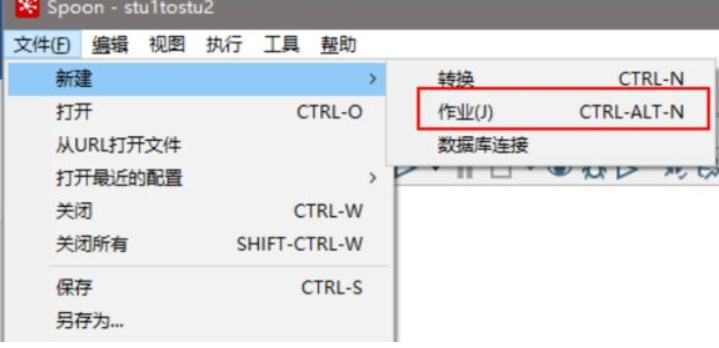 Spoon - stu1tostu2
文件(F) 编辑 视图 执行 工具 帮助
新建 > 转换 CTRL-N
打开 CTRL-O 作业(J) CTRL-ALT-N
从URL打开文件 数据库连接
打开最近的配置 >
关闭 CTRL-W
关闭所有 SHIFT-CTRL-W
保存 CTRL-S
另存为...